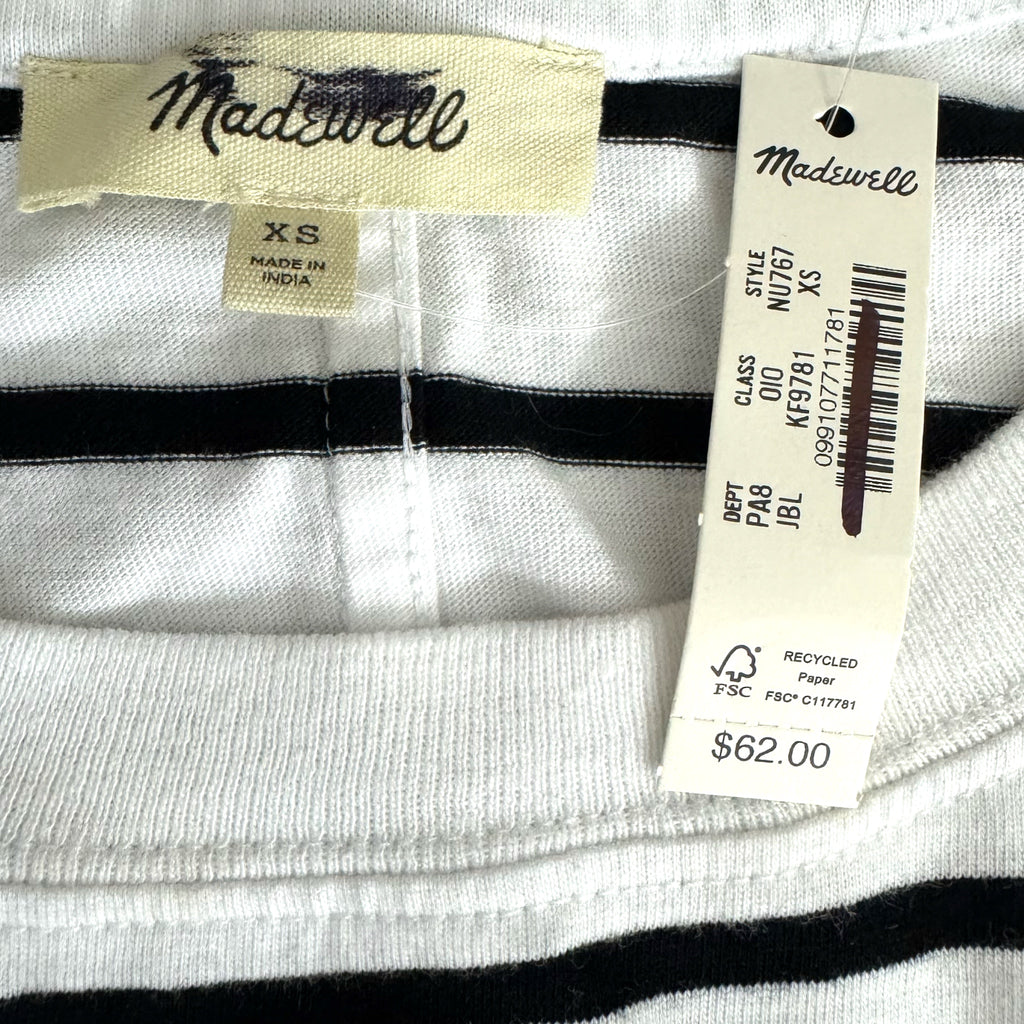 Madewell
XS
MADE IN
INDIA
Madewell
STYLE
NU767
XS
CLASS
010
KF9781
DEPT
PA8
JBL
099107711781
FSC
RECYCLED
Paper
FSC® C117781
$62.00